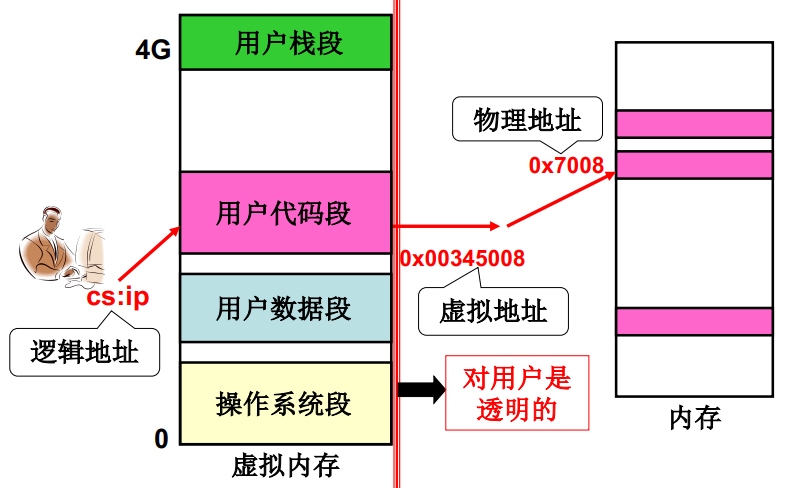 4G
用户栈段
物理地址
0x7008
用户代码段
cs:ip
逻辑地址
0x00345008
虚拟地址
用户数据段
操作系统段
对用户是
透明的
0
虚拟内存
内存